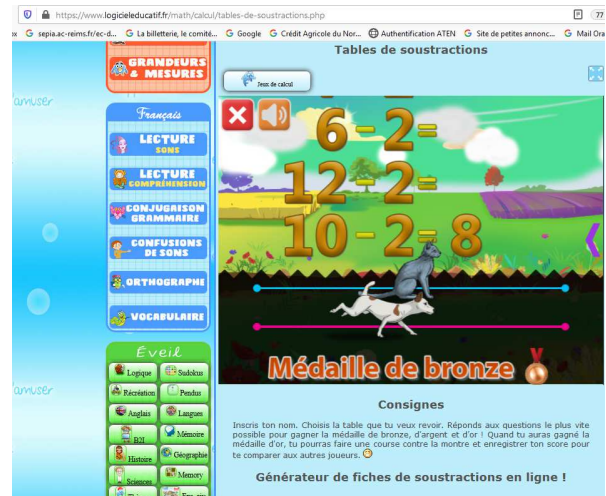 https://www.logicieleducatif.fr/math/calcul/tables-de-soustractions.php
77
sepia.ac-reims.fr/ec-d...
La billetterie, le comité...
Google
Crédit Agricole du Nor...
Authentification ATEN
Site de petites annonc...
Mail Ora
Tables de soustractions
GRANDEURS
& MESURES
Jeux de calcul
amuser
Français
LECTURE
SONS
LECTURE
COMPRÉHENSION
CONJUGAISON
GRAMMAIRE
CONFUSIONS
DE SONS
ORTHOGRAPHE
VOCABULAIRE
6-2=
12-2=
10-2=8
Médaille de bronze
Éveil
Logique
Sudokus
Récréation
Pendus
Anglais
Langues
B2I
Mémoire
Histoire
Géographie
Sciences
Memory
amuser
Consignes
Inscris ton nom. Choisis la table que tu veux revoir. Réponds aux questions le plus vite
possible pour gagner la médaille de bronze, d'argent et d'or ! Quand tu auras gagné la
médaille d'or, tu pourras faire une course contre la montre et enregistrer ton score pour
te comparer aux autres joueurs.
Générateur de fiches de soustractions en ligne !